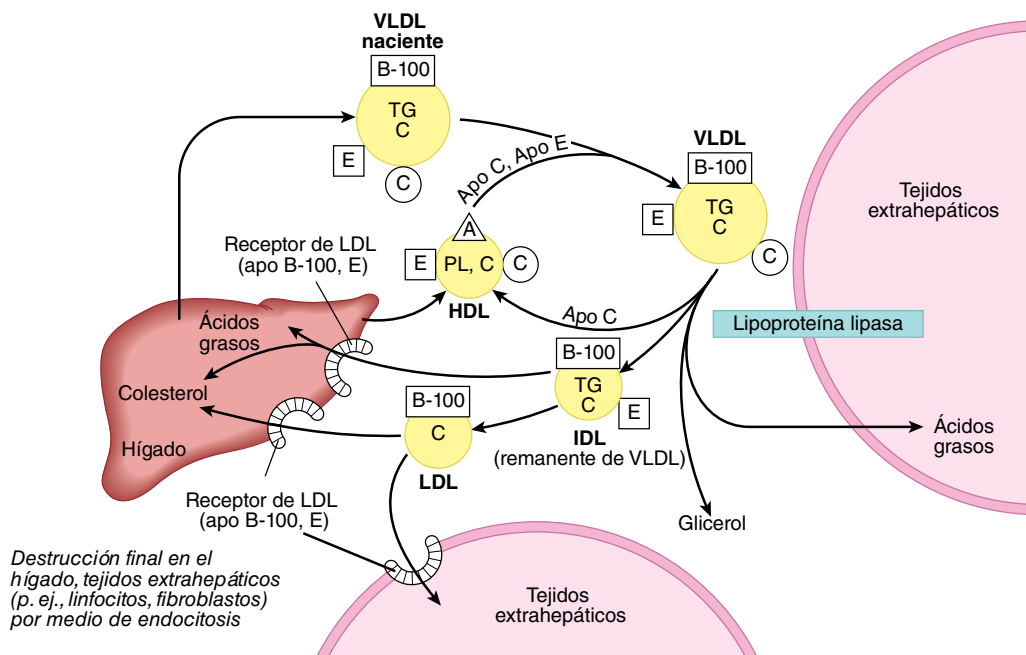 VLDL
naciente
B-100
TG
C
E
C
Apo C, Apo E
VLDL
B-100
TG
C
E
C
Tejidos
extrahepáticos
Receptor de LDL
(apo B-100, E)
A
E
PL, C
C
HDL
Apo C
Lipoproteína lipasa
Ácidos
grasos
Colesterol
Hígado
B-100
TG
C
E
IDL
(remanente de VLDL)
B-100
C
LDL
Ácidos
grasos
Glicerol
Receptor de LDL
(apo B-100, E)
Destrucción final en el
hígado, tejidos extrahepáticos
(p. ej., linfocitos, fibroblastos)
por medio de endocitosis
Tejidos
extrahepáticos